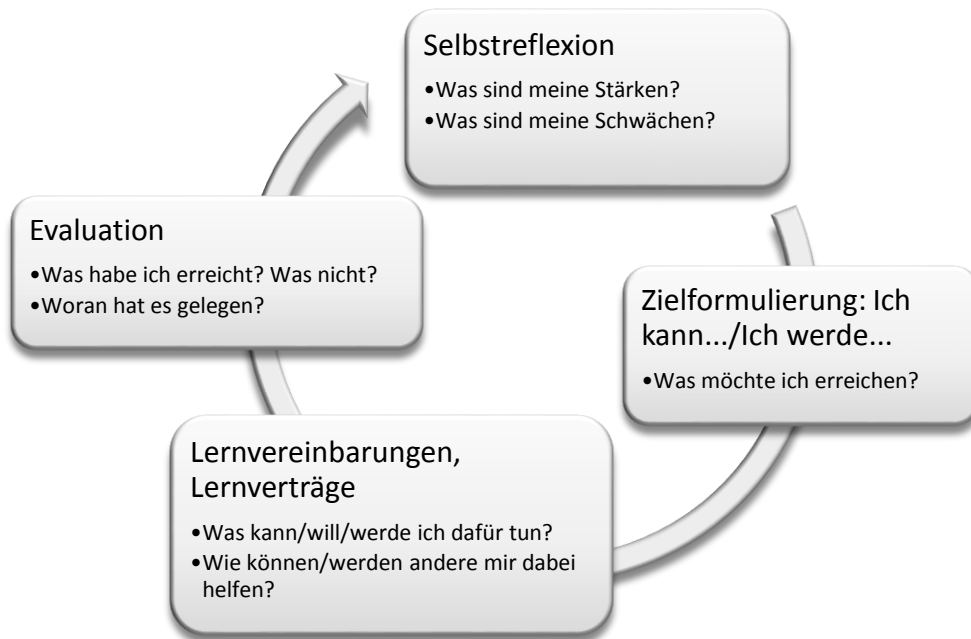 Selbstreflexion
•Was sind meine Stärken?
•Was sind meine Schwächen?
Zielformulierung: Ich
kann.../Ich werde...
•Was möchte ich erreichen?
Lernvereinbarungen,
Lernverträge
•Was kann/will/werde ich dafür tun?
•Wie können/werden andere mir dabei
helfen?
Evaluation
•Was habe ich erreicht? Was nicht?
•Woran hat es gelegen?